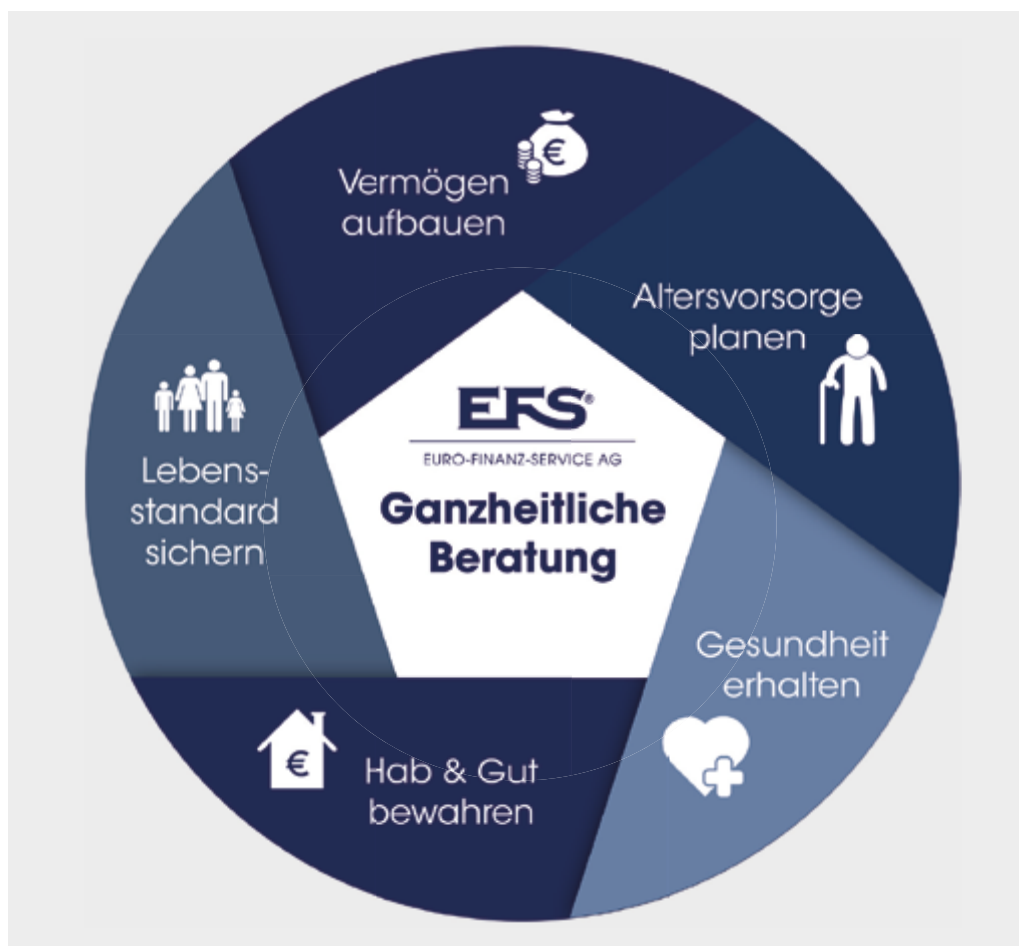 Vermögen
aufbauen
Altersvorsorge
planen
EFS®
EURO-FINANZ-SERVICE AG
Ganzheitliche
Beratung
Lebens-
standard
sichern
Gesundheit
erhalten
Hab & Gut
bewahren
€
€